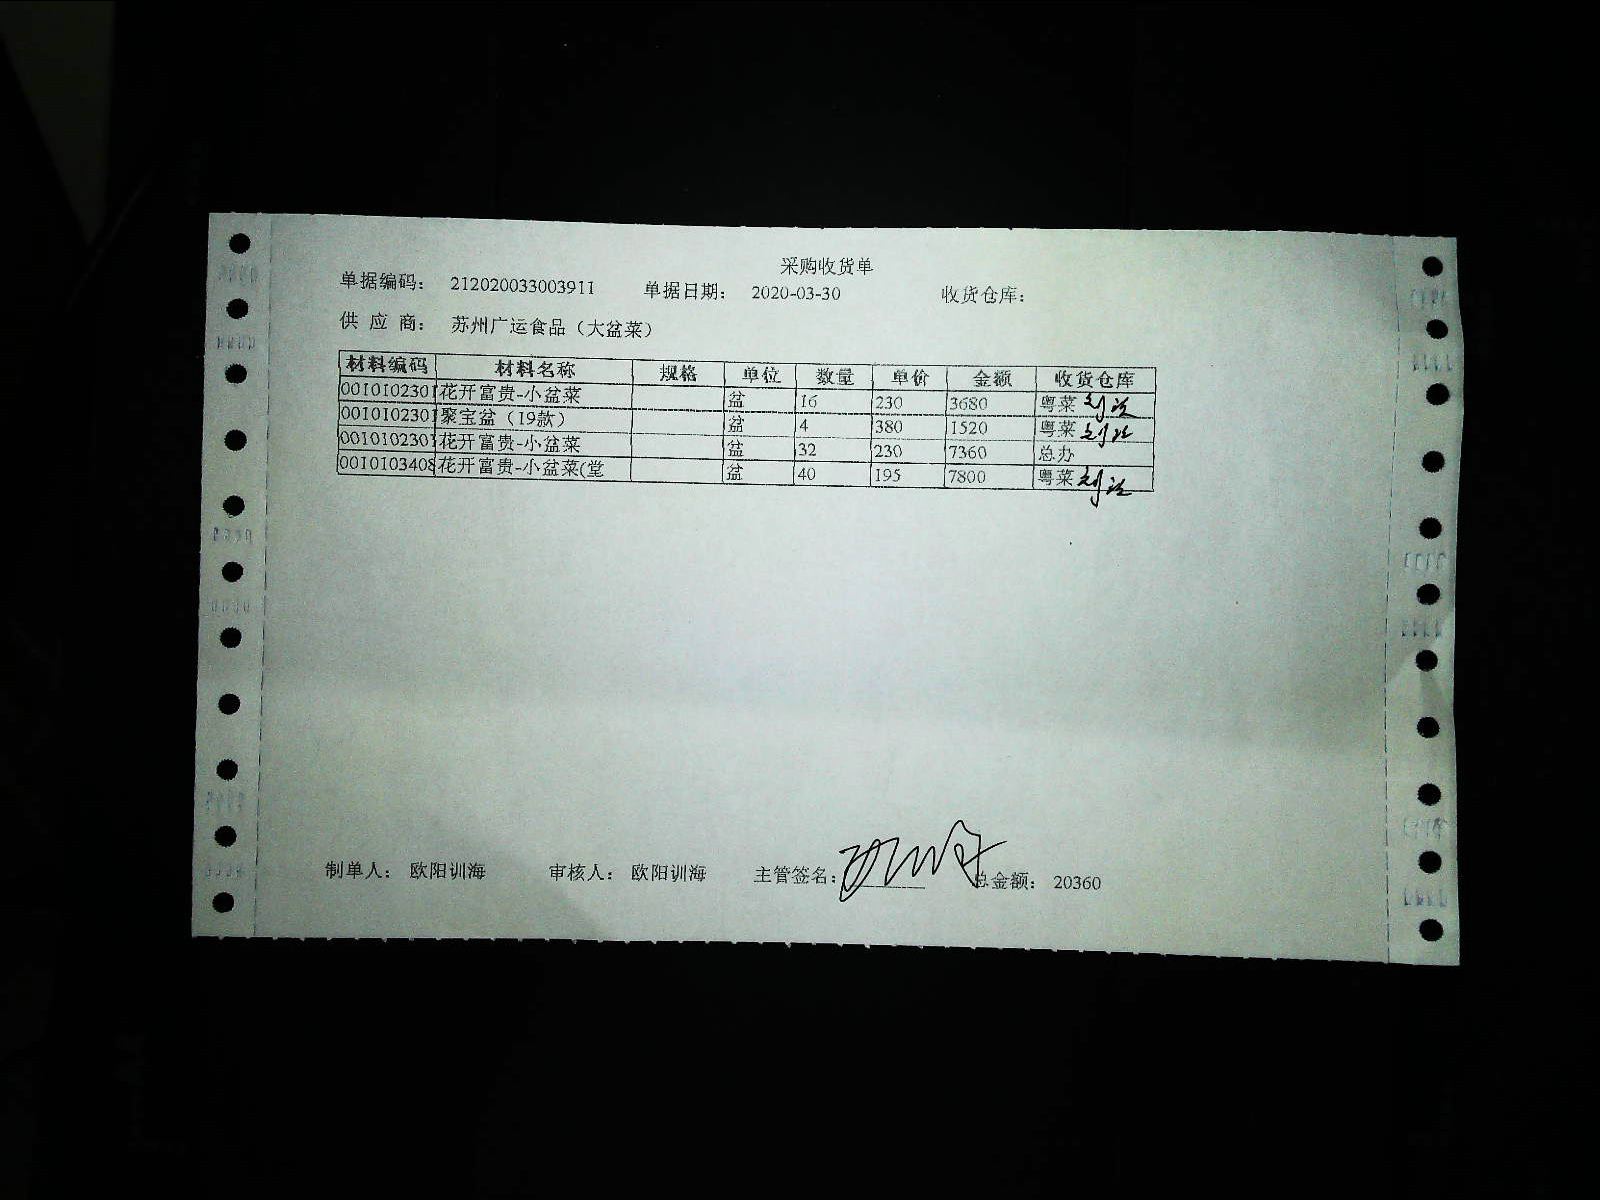 采购收货单
单据编码: 212020033003911 单据日期: 2020-03-30 收货仓库:
供 应 商: 苏州广运食品（大盆菜）
材料编码 材料名称 规格 单位 数量 单价 金额 收货仓库
0010102301 花开富贵-小盆菜 盆 16 230 3680 粤菜
0010102301 聚宝盆（19款） 盆 4 380 1520 粤菜
0010102301 花开富贵-小盆菜 盆 32 230 7360 总办
0010103408 花开富贵-小盆菜(堂 盆 40 195 7800 粤菜
制单人: 欧阳训海 审核人: 欧阳训海 主管签名: 总金额: 20360